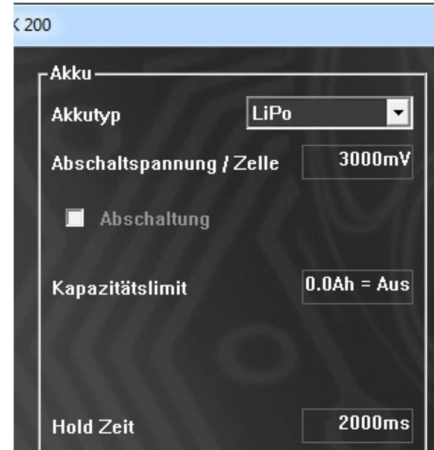 K 200
Akku
Akkutyp LiPo
Abschaltspannung / Zelle 3000mV
Abschaltung
Kapazitätslimit 0.0Ah = Aus
Hold Zeit 2000ms